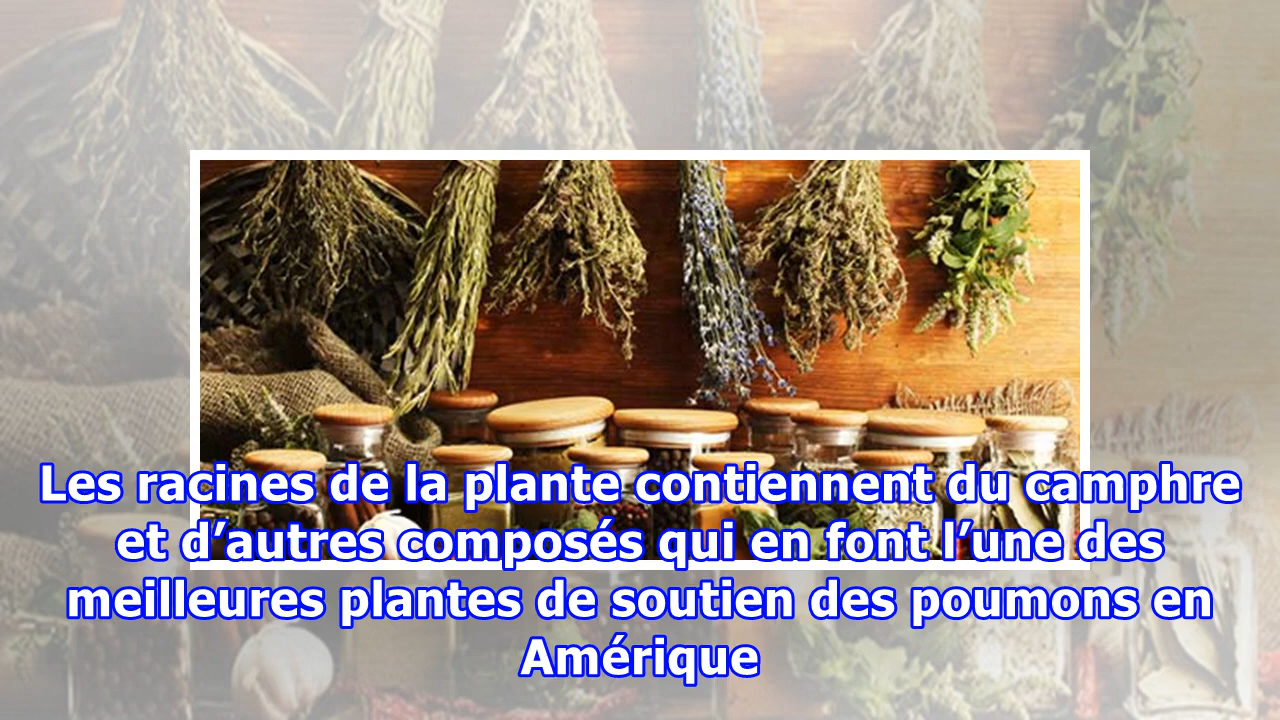 Les racines de la plante contiennent du camphre
et d’autres composés qui en font l’une des
meilleures plantes de soutien des poumons en
Amérique